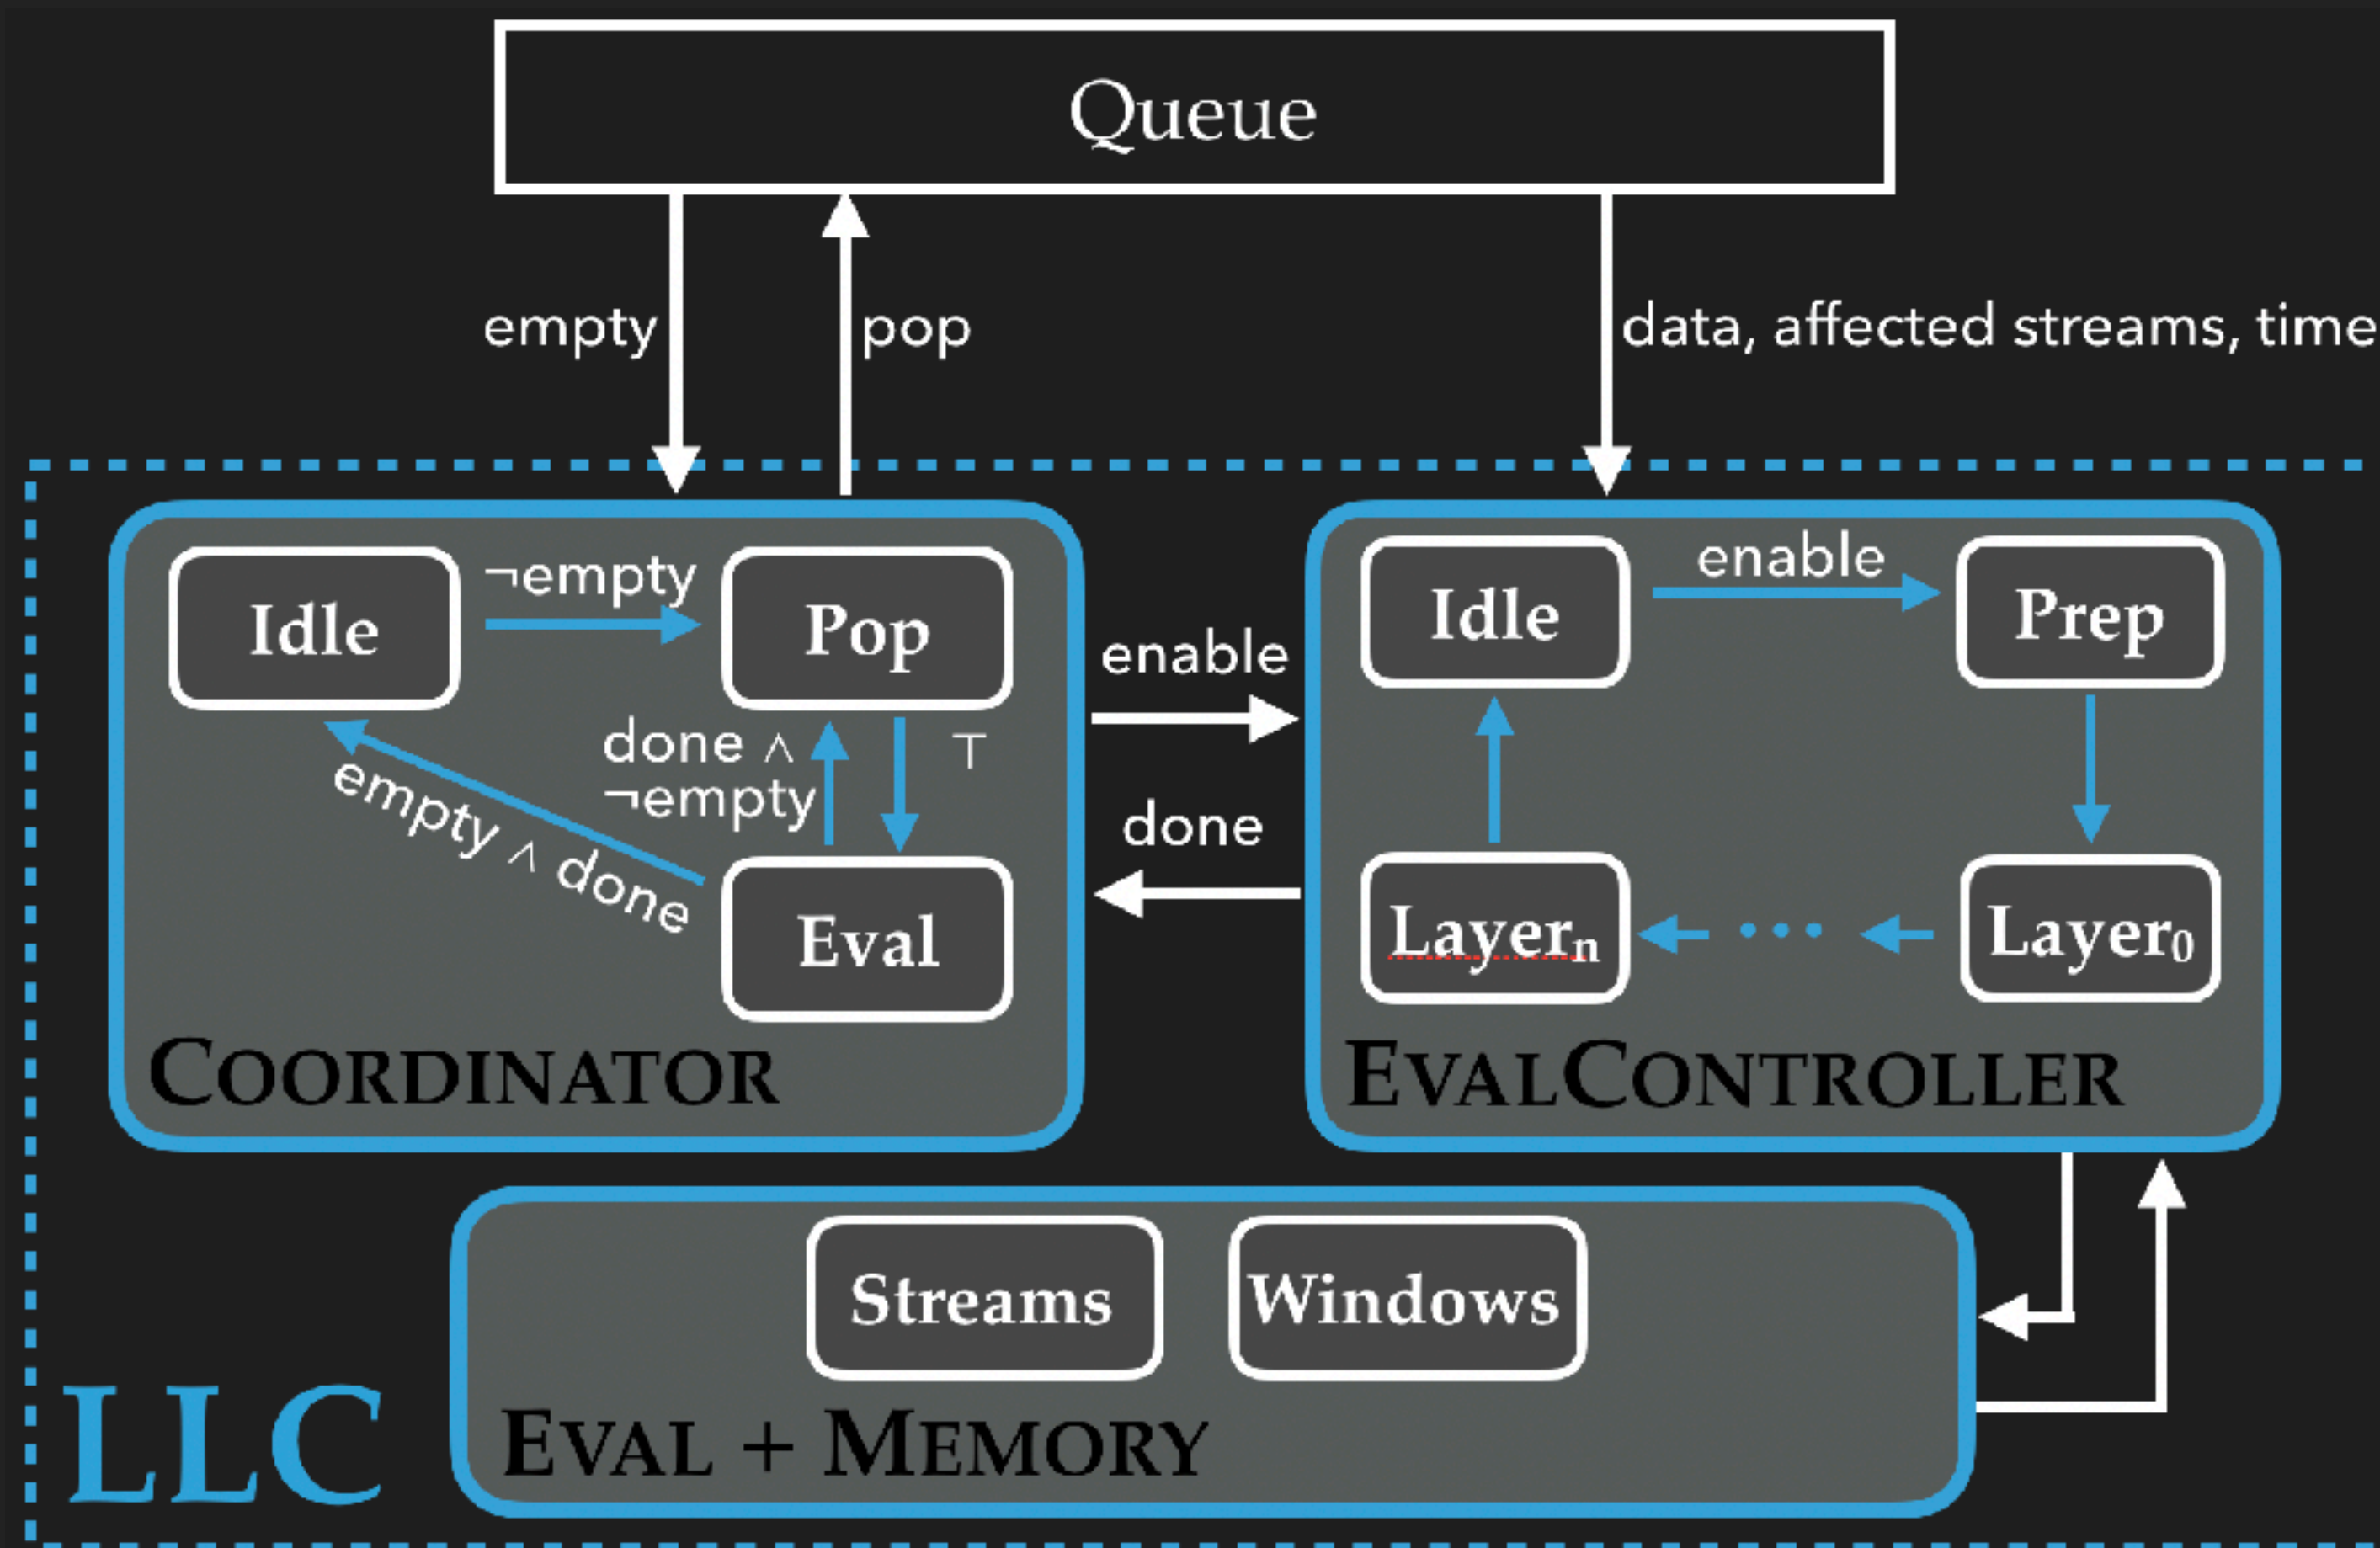 Queue
empty
pop
data, affected streams, time
Idle
¬empty
Pop
done ∧
¬empty
⊤
empty ∧ done
Eval
COORDINATOR
enable
done
Idle
enable
Prep
Layerₙ
...
Layer₀
EVALCONTROLLER
Streams
Windows
EVAL + MEMORY
LLC